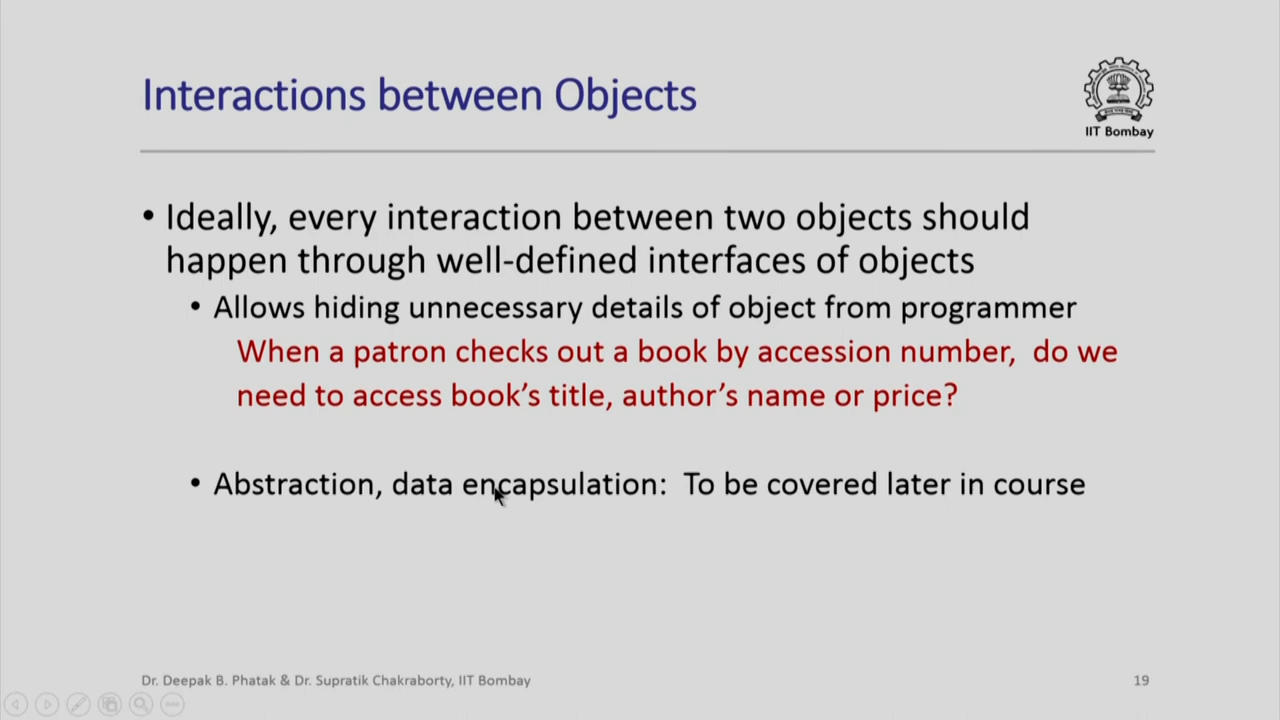 Interactions between Objects
IIT Bombay
• Ideally, every interaction between two objects should
happen through well-defined interfaces of objects
• Allows hiding unnecessary details of object from programmer
When a patron checks out a book by accession number, do we
need to access book’s title, author’s name or price?
• Abstraction, data encapsulation: To be covered later in course
Dr. Deepak B. Phatak & Dr. Supratik Chakraborty, IIT Bombay
19